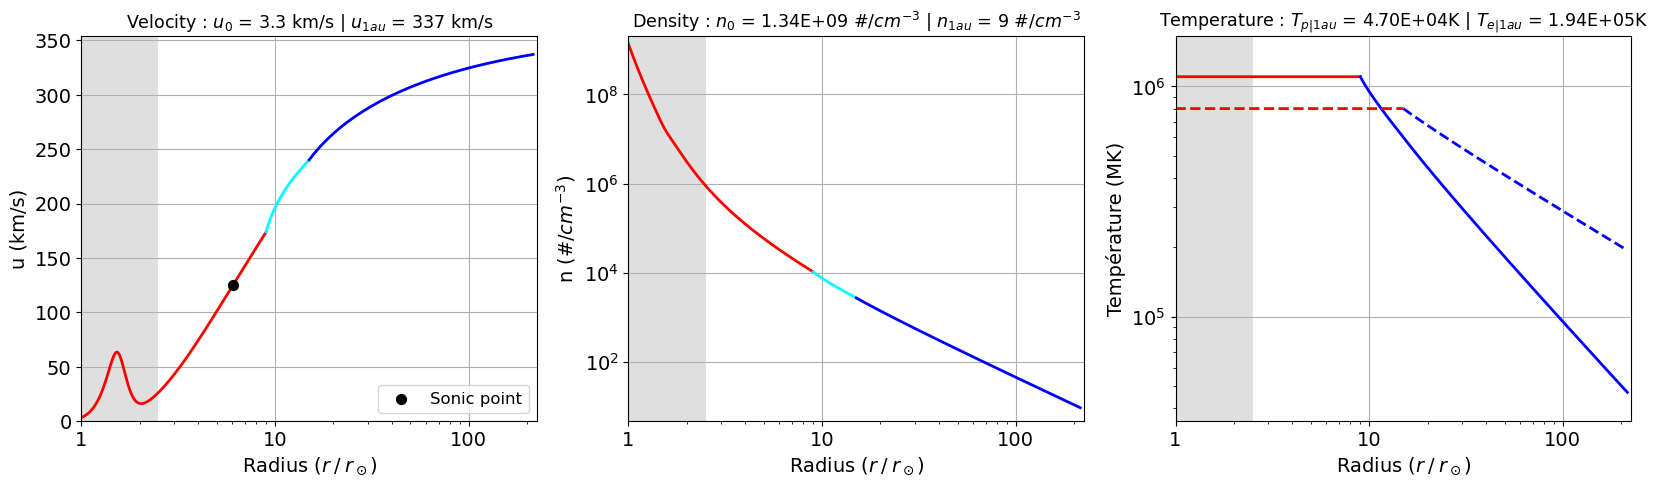 Velocity : u₀ = 3.3 km/s | u₁ₐᵤ = 337 km/s
350
300
250
200
150
100
50
0
u (km/s)
1
10
100
Radius (r / r⊙)
Sonic point
Density : n₀ = 1.34E+09 #/cm⁻³ | n₁ₐᵤ = 9 #/cm⁻³
10⁸
10⁶
10⁴
10²
n (#/cm⁻³)
1
10
100
Radius (r / r⊙)
Temperature : Tₚ|₁ₐᵤ = 4.70E+04K | Tₑ|₁ₐᵤ = 1.94E+05K
10⁶
10⁵
Température (MK)
1
10
100
Radius (r / r⊙)